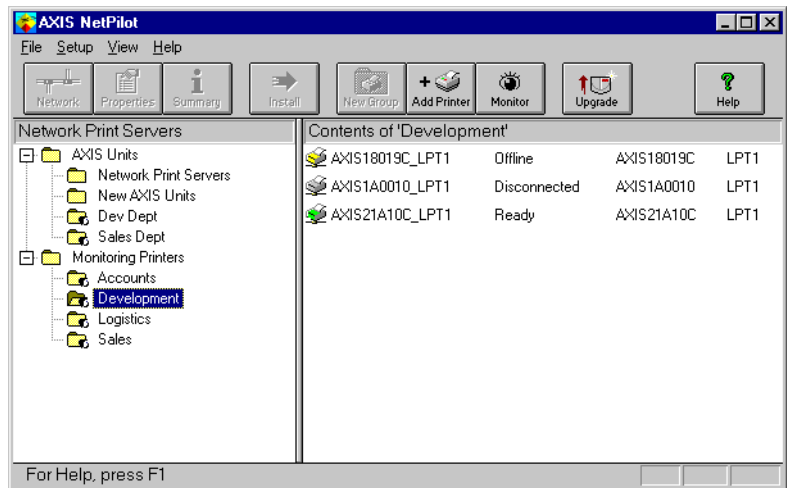 AXIS NetPilot
File Setup View Help
Network Properties Summary Install New Group Add Printer Monitor Upgrade Help
Network Print Servers
Contents of 'Development'
AXIS Units
Network Print Servers
New AXIS Units
Dev Dept
Sales Dept
Monitoring Printers
Accounts
Development
Logistics
Sales
AXIS18019C_LPT1 Offline AXIS18019C LPT1
AXIS1A0010_LPT1 Disconnected AXIS1A0010 LPT1
AXIS21A10C_LPT1 Ready AXIS21A10C LPT1
For Help, press F1